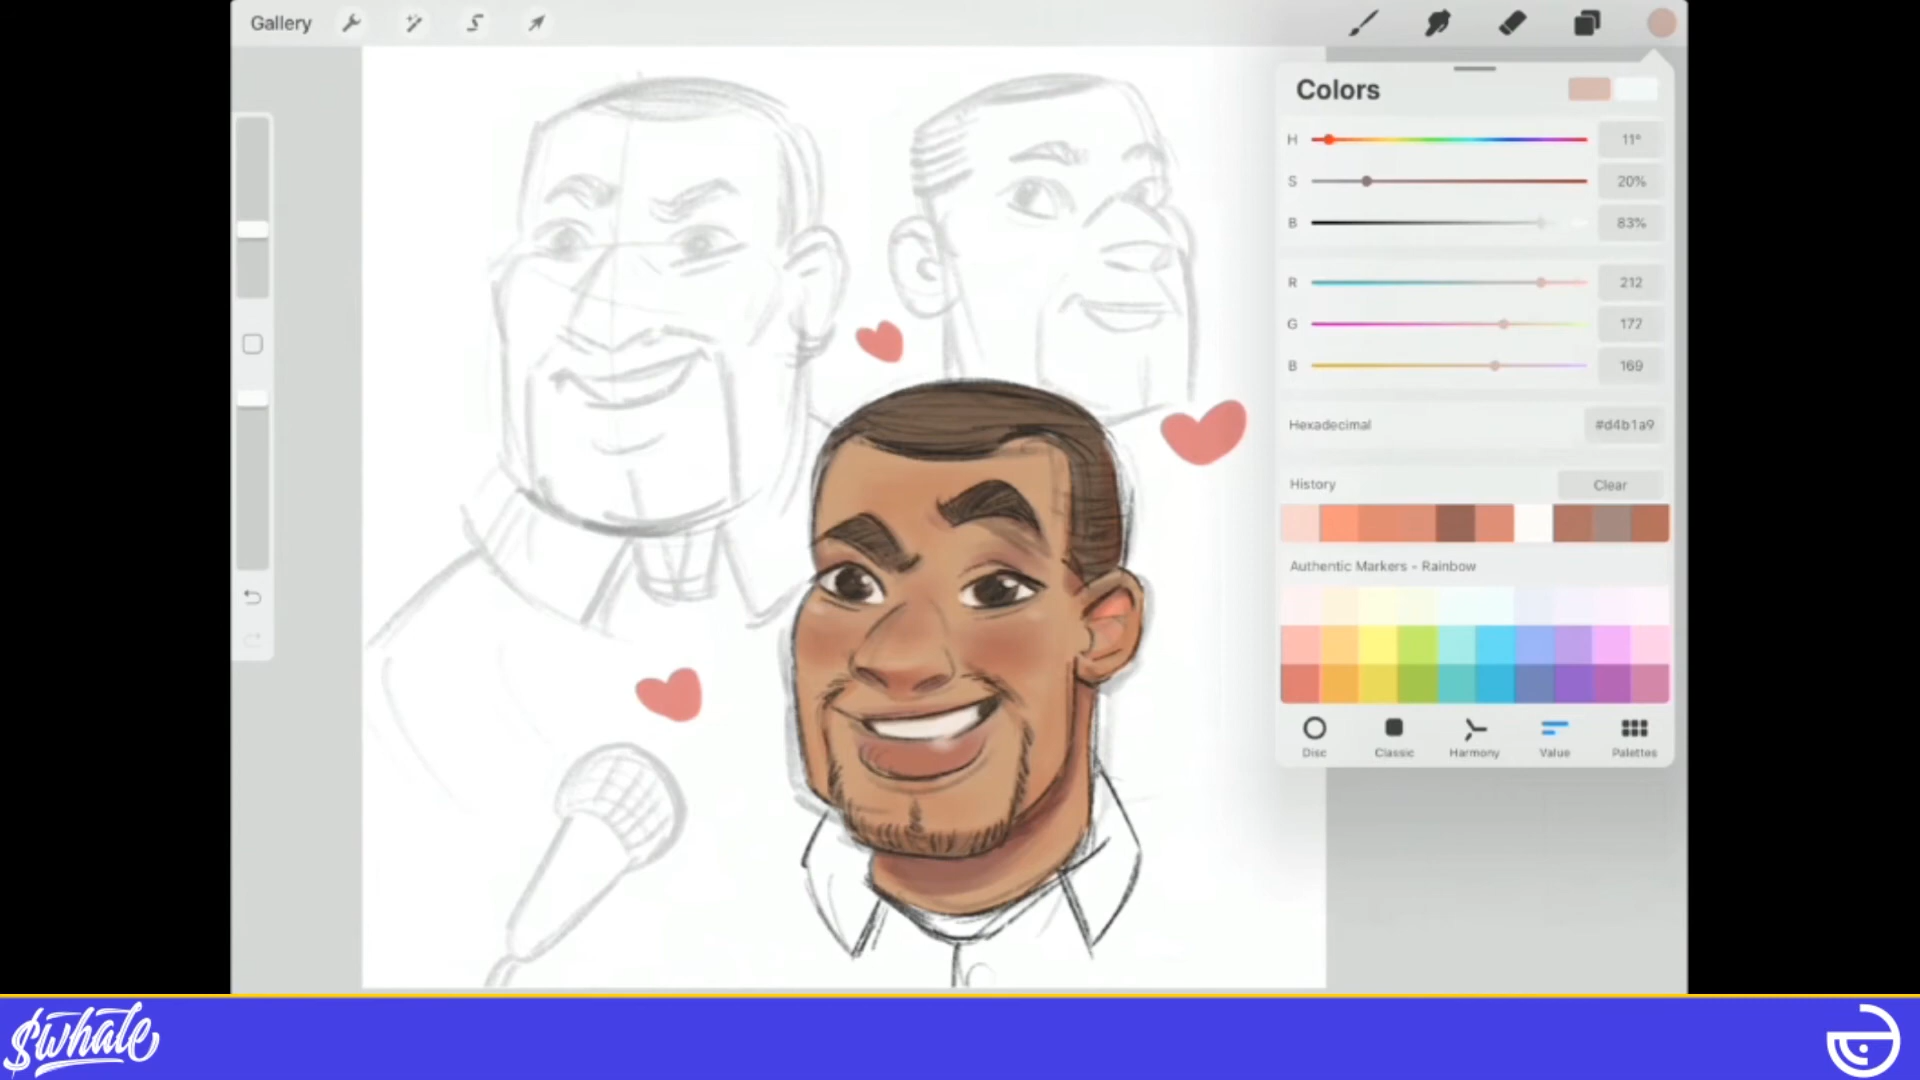 Gallery
Colors
H 11°
S 20%
B 83%
R 212
G 177
B 169
Hexadecimal #d4b1a9
History Clear
Authentic Markers - Rainbow
Disc Classic Harmony Value Palettes
$whale